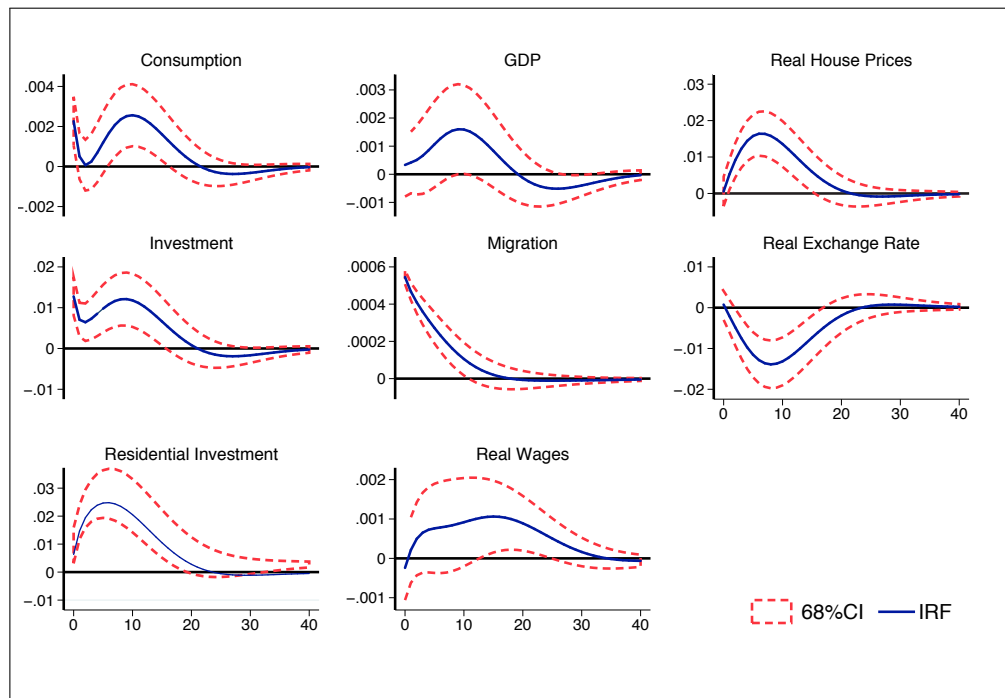 Consumption
.004
.002
0
-.002
GDP
.003
.002
.001
0
-.001
Real House Prices
.03
.02
.01
0
Investment
.02
.01
0
-.01
Migration
.0006
.0004
.0002
0
Real Exchange Rate
.01
0
-.01
-.02
0 10 20 30 40
Residential Investment
.03
.02
.01
0
-.01
0 10 20 30 40
Real Wages
.002
.001
0
-.001
0 10 20 30 40
68%CI IRF